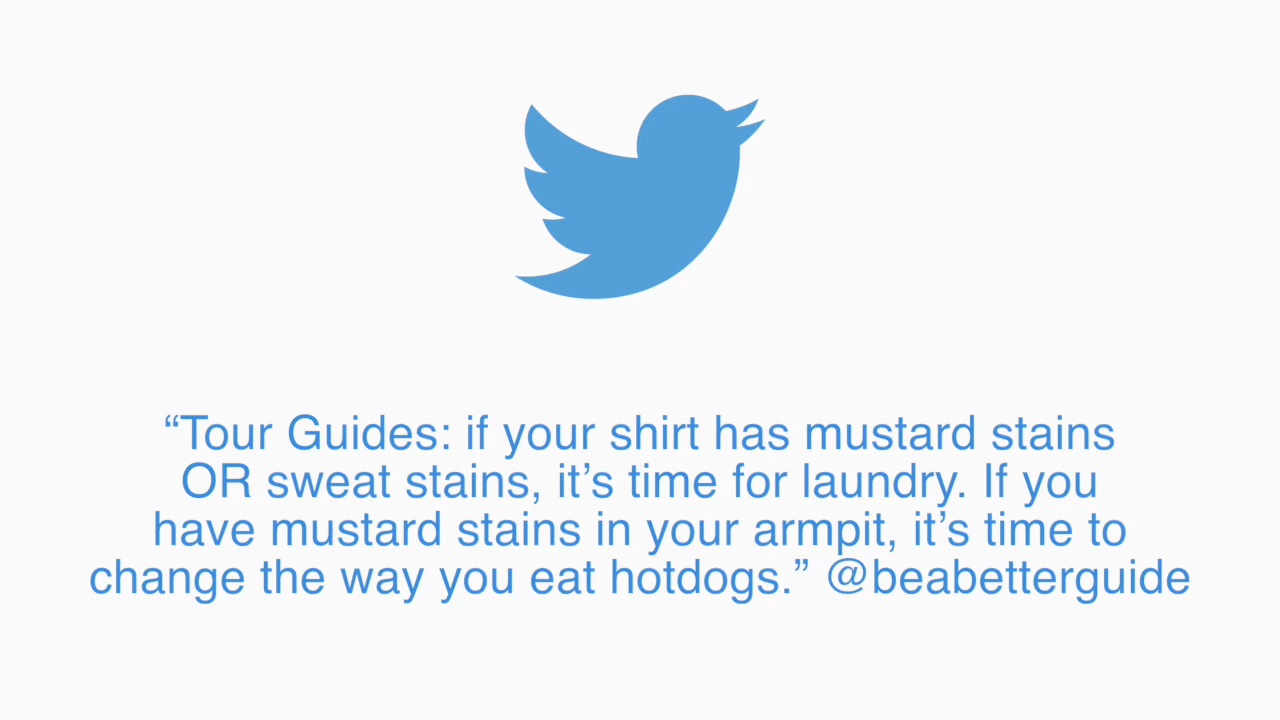 “Tour Guides: if your shirt has mustard stains
OR sweat stains, it’s time for laundry. If you
have mustard stains in your armpit, it’s time to
change the way you eat hotdogs.” @beabetterguide